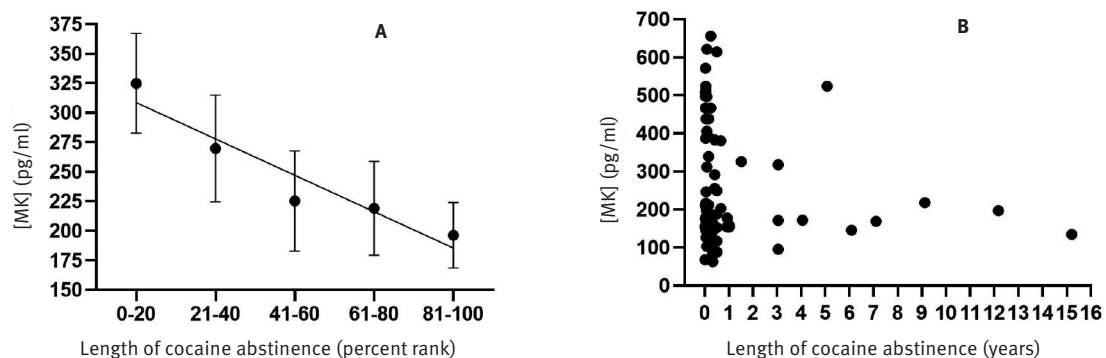 A
[MK] (pg/ml)
375
350
325
300
275
250
225
200
175
150
0-20 21-40 41-60 61-80 81-100
Length of cocaine abstinence (percent rank)
B
[MK] (pg/ml)
700
600
500
400
300
200
100
0
0 1 2 3 4 5 6 7 8 9 10 11 12 13 14 15 16
Length of cocaine abstinence (years)